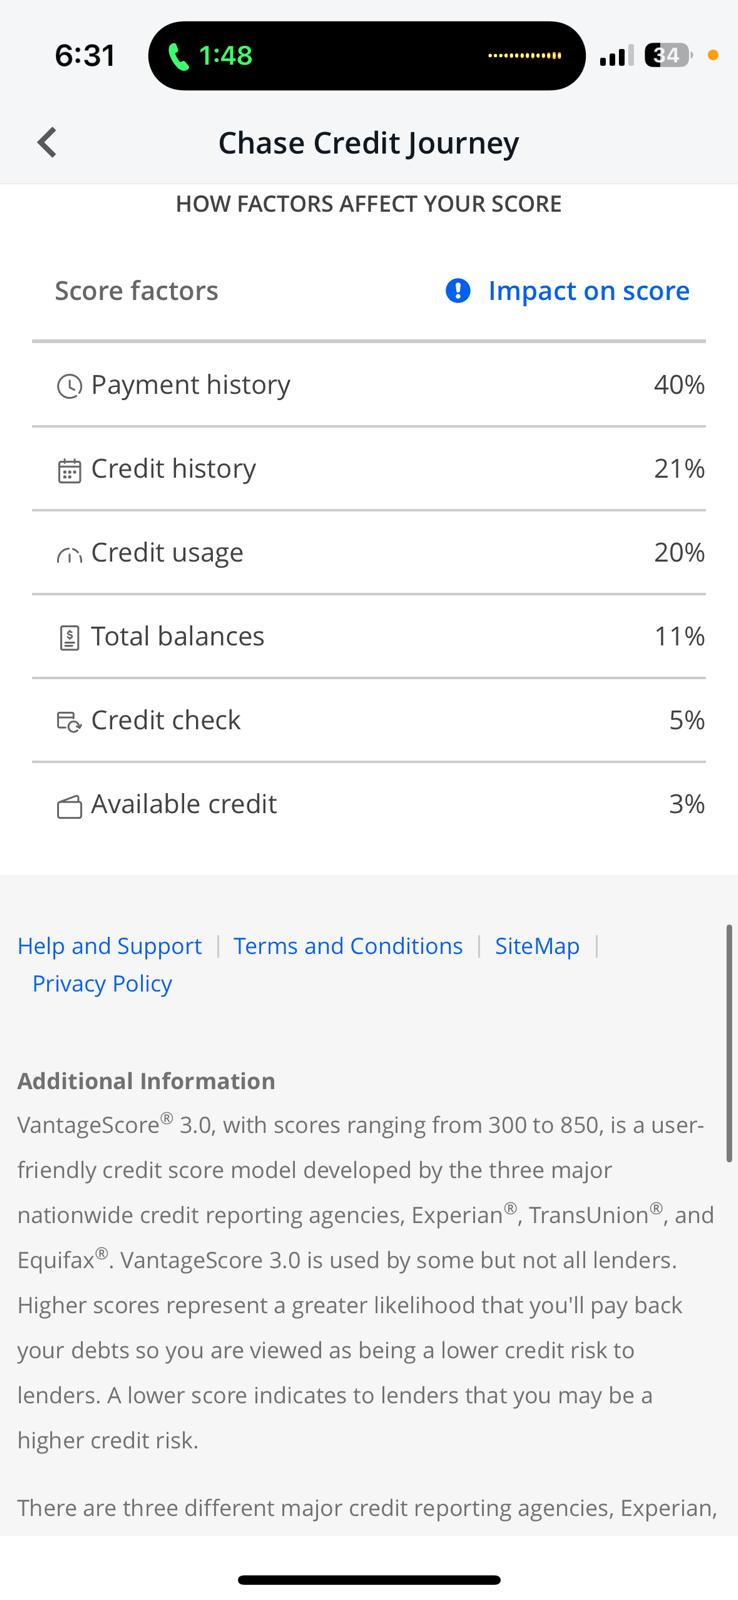 6:31
1:48
34
Chase Credit Journey
HOW FACTORS AFFECT YOUR SCORE
Score factors
Impact on score
Payment history 40%
Credit history 21%
Credit usage 20%
Total balances 11%
Credit check 5%
Available credit 3%
Help and Support | Terms and Conditions | SiteMap |
Privacy Policy
Additional Information
VantageScore® 3.0, with scores ranging from 300 to 850, is a user-
friendly credit score model developed by the three major
nationwide credit reporting agencies, Experian®, TransUnion®, and
Equifax®. VantageScore 3.0 is used by some but not all lenders.
Higher scores represent a greater likelihood that you'll pay back
your debts so you are viewed as being a lower credit risk to
lenders. A lower score indicates to lenders that you may be a
higher credit risk.
There are three different major credit reporting agencies, Experian,